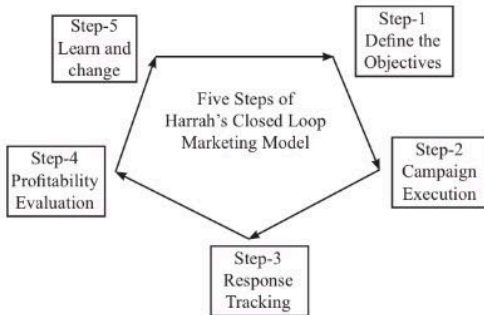 Step-5
Learn and
change
Step-1
Define the
Objectives
Five Steps of
Harrah's Closed Loop
Marketing Model
Step-4
Profitability
Evaluation
Step-2
Campaign
Execution
Step-3
Response
Tracking